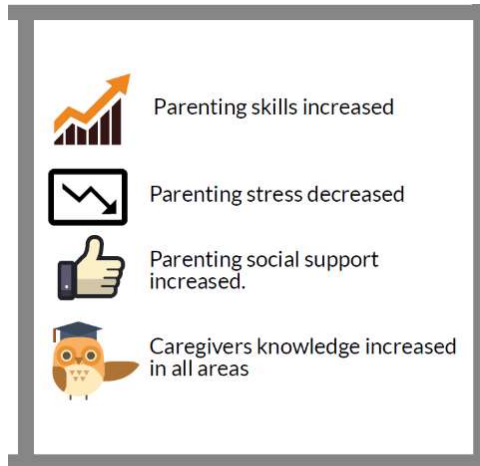 Parenting skills increased
Parenting stress decreased
Parenting social support
increased.
Caregivers knowledge increased
in all areas